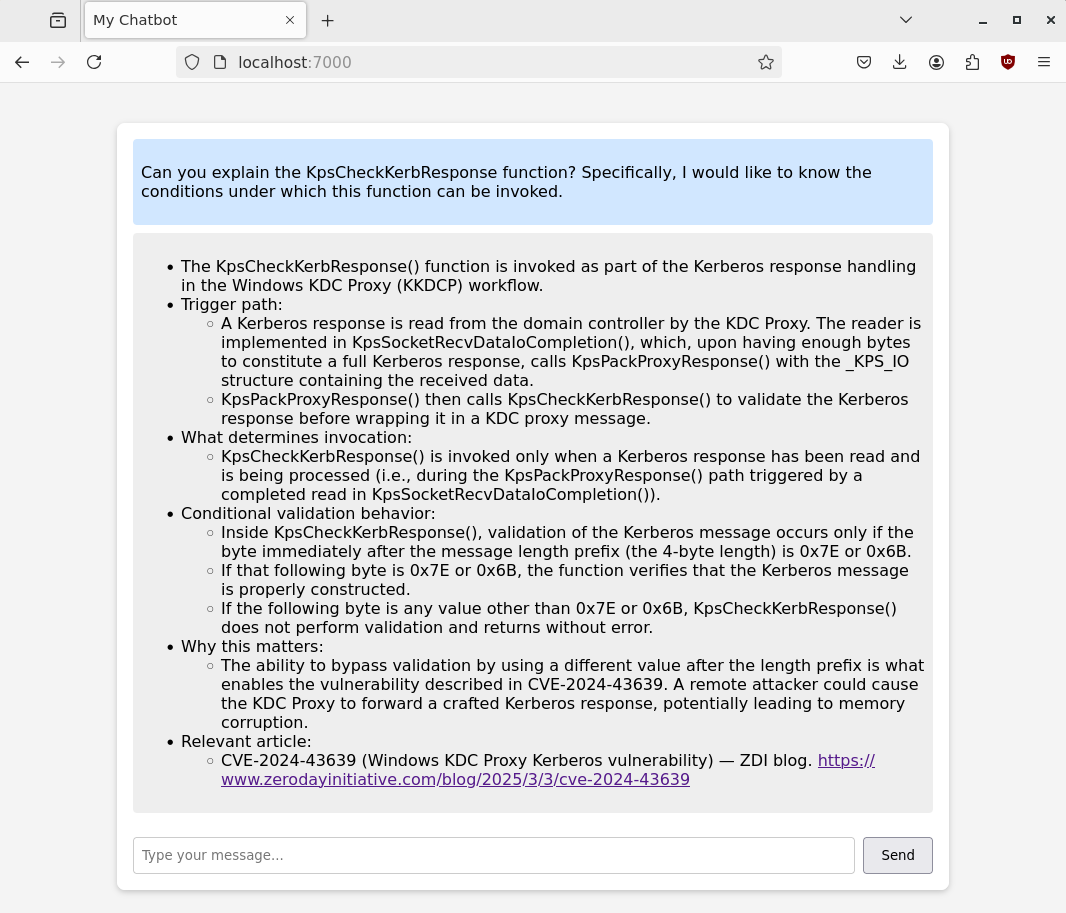 My Chatbot
localhost:7000
Can you explain the KpsCheckKerbResponse function? Specifically, I would like to know the
conditions under which this function can be invoked.
• The KpsCheckKerbResponse() function is invoked as part of the Kerberos response handling
in the Windows KDC Proxy (KKDCP) workflow.
• Trigger path:
◦ A Kerberos response is read from the domain controller by the KDC Proxy. The reader is
implemented in KpsSocketRecvDataIoCompletion(), which, upon having enough bytes
to constitute a full Kerberos response, calls KpsPackProxyResponse() with the _KPS_IO
structure containing the received data.
◦ KpsPackProxyResponse() then calls KpsCheckKerbResponse() to validate the Kerberos
response before wrapping it in a KDC proxy message.
• What determines invocation:
◦ KpsCheckKerbResponse() is invoked only when a Kerberos response has been read and
is being processed (i.e., during the KpsPackProxyResponse() path triggered by a
completed read in KpsSocketRecvDataIoCompletion()).
• Conditional validation behavior:
◦ Inside KpsCheckKerbResponse(), validation of the Kerberos message occurs only if the
byte immediately after the message length prefix (the 4-byte length) is 0x7E or 0x6B.
◦ If that following byte is 0x7E or 0x6B, the function verifies that the Kerberos message
is properly constructed.
◦ If the following byte is any value other than 0x7E or 0x6B, KpsCheckKerbResponse()
does not perform validation and returns without error.
• Why this matters:
◦ The ability to bypass validation by using a different value after the length prefix is what
enables the vulnerability described in CVE-2024-43639. A remote attacker could cause
the KDC Proxy to forward a crafted Kerberos response, potentially leading to memory
corruption.
• Relevant article:
◦ CVE-2024-43639 (Windows KDC Proxy Kerberos vulnerability) — ZDI blog. https://
www.zerodayinitiative.com/blog/2025/3/3/cve-2024-43639
Type your message...
Send